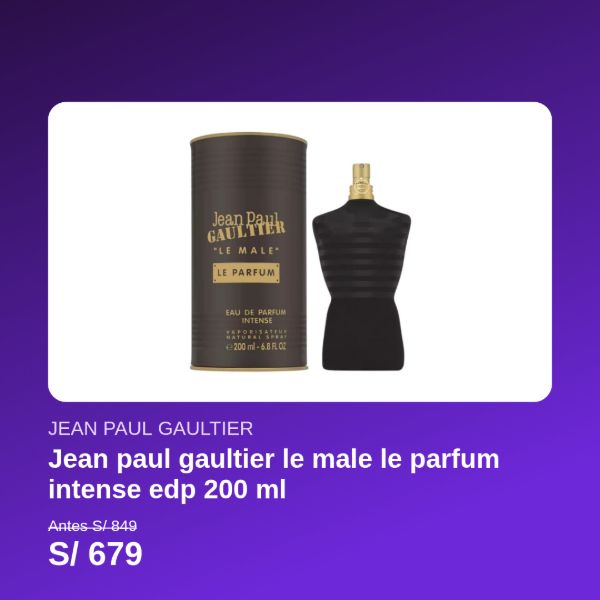 Jean Paul
GAULTIER
"LE MALE"
LE PARFUM
EAU DE PARFUM
INTENSE
VAPORISATEUR
NATURAL SPRAY
℮ 200 ml - 6.8 FL OZ
JEAN PAUL GAULTIER
Jean paul gaultier le male le parfum
intense edp 200 ml
Antes S/ 849
S/ 679